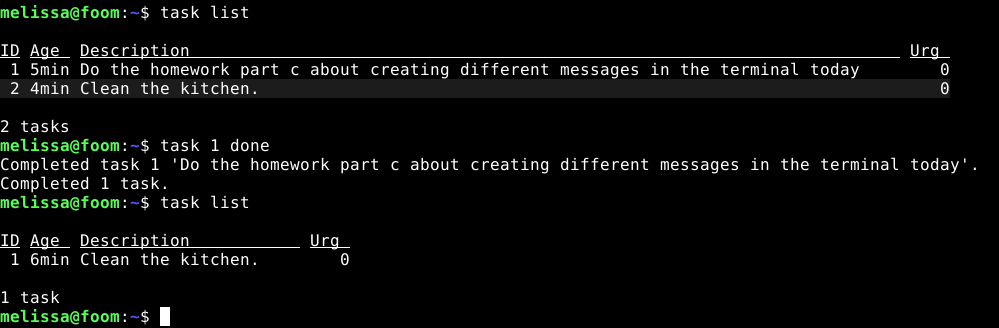 melissa@foom:~$ task list
ID Age Description Urg
1 5min Do the homework part c about creating different messages in the terminal today 0
2 4min Clean the kitchen. 0
2 tasks
melissa@foom:~$ task 1 done
Completed task 1 'Do the homework part c about creating different messages in the terminal today'.
Completed 1 task.
melissa@foom:~$ task list
ID Age Description Urg
1 6min Clean the kitchen. 0
1 task
melissa@foom:~$